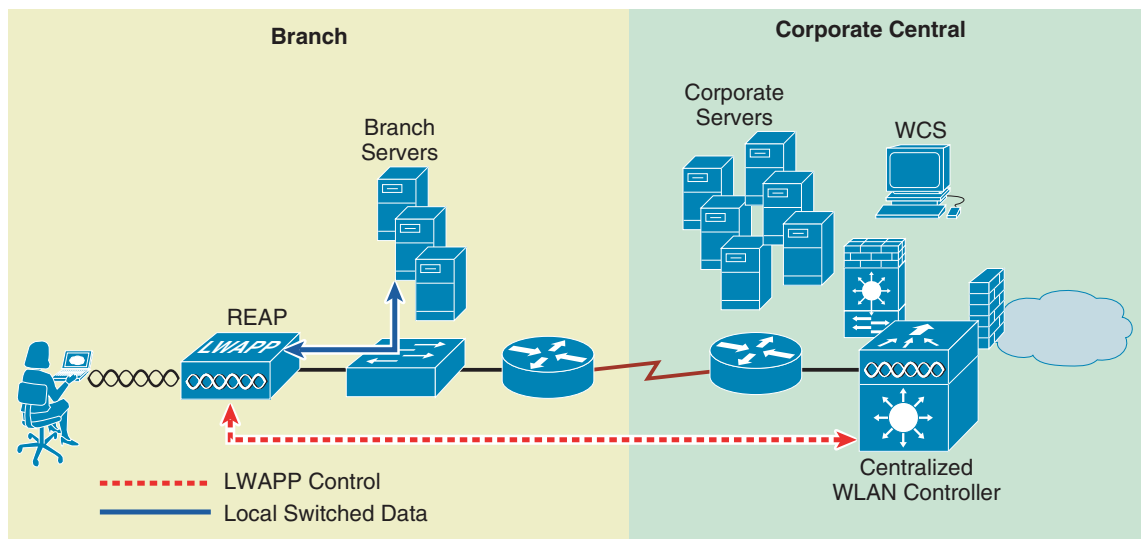 Branch
Corporate Central
Corporate
Servers
WCS
Branch
Servers
REAP
LWAPP
Centralized
WLAN Controller
LWAPP Control
Local Switched Data